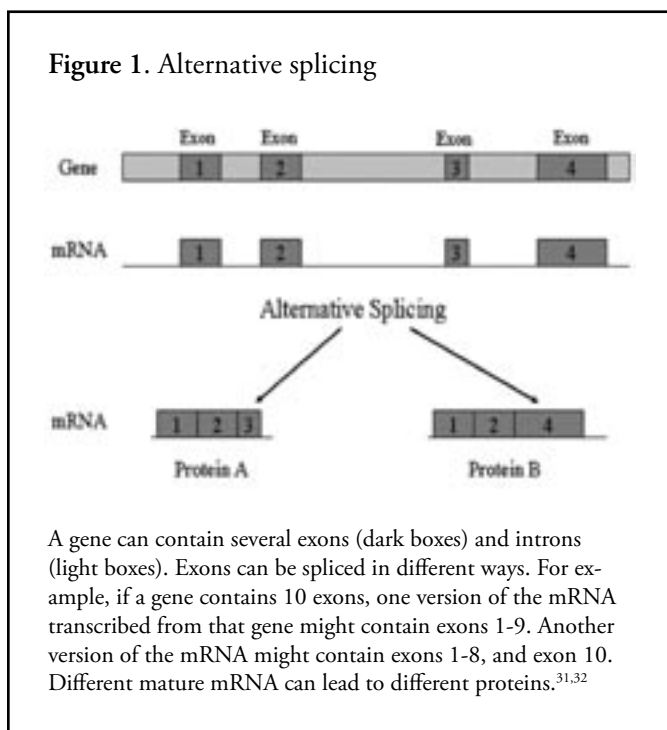 Figure 1. Alternative splicing
Exon Exon Exon Exon
Gene 1 2 3 4
mRNA 1 2 3 4
Alternative Splicing
mRNA 1 2 3 1 2 4
Protein A Protein B
A gene can contain several exons (dark boxes) and introns
(light boxes). Exons can be spliced in different ways. For ex-
ample, if a gene contains 10 exons, one version of the mRNA
transcribed from that gene might contain exons 1-9. Another
version of the mRNA might contain exons 1-8, and exon 10.
Different mature mRNA can lead to different proteins.31,32